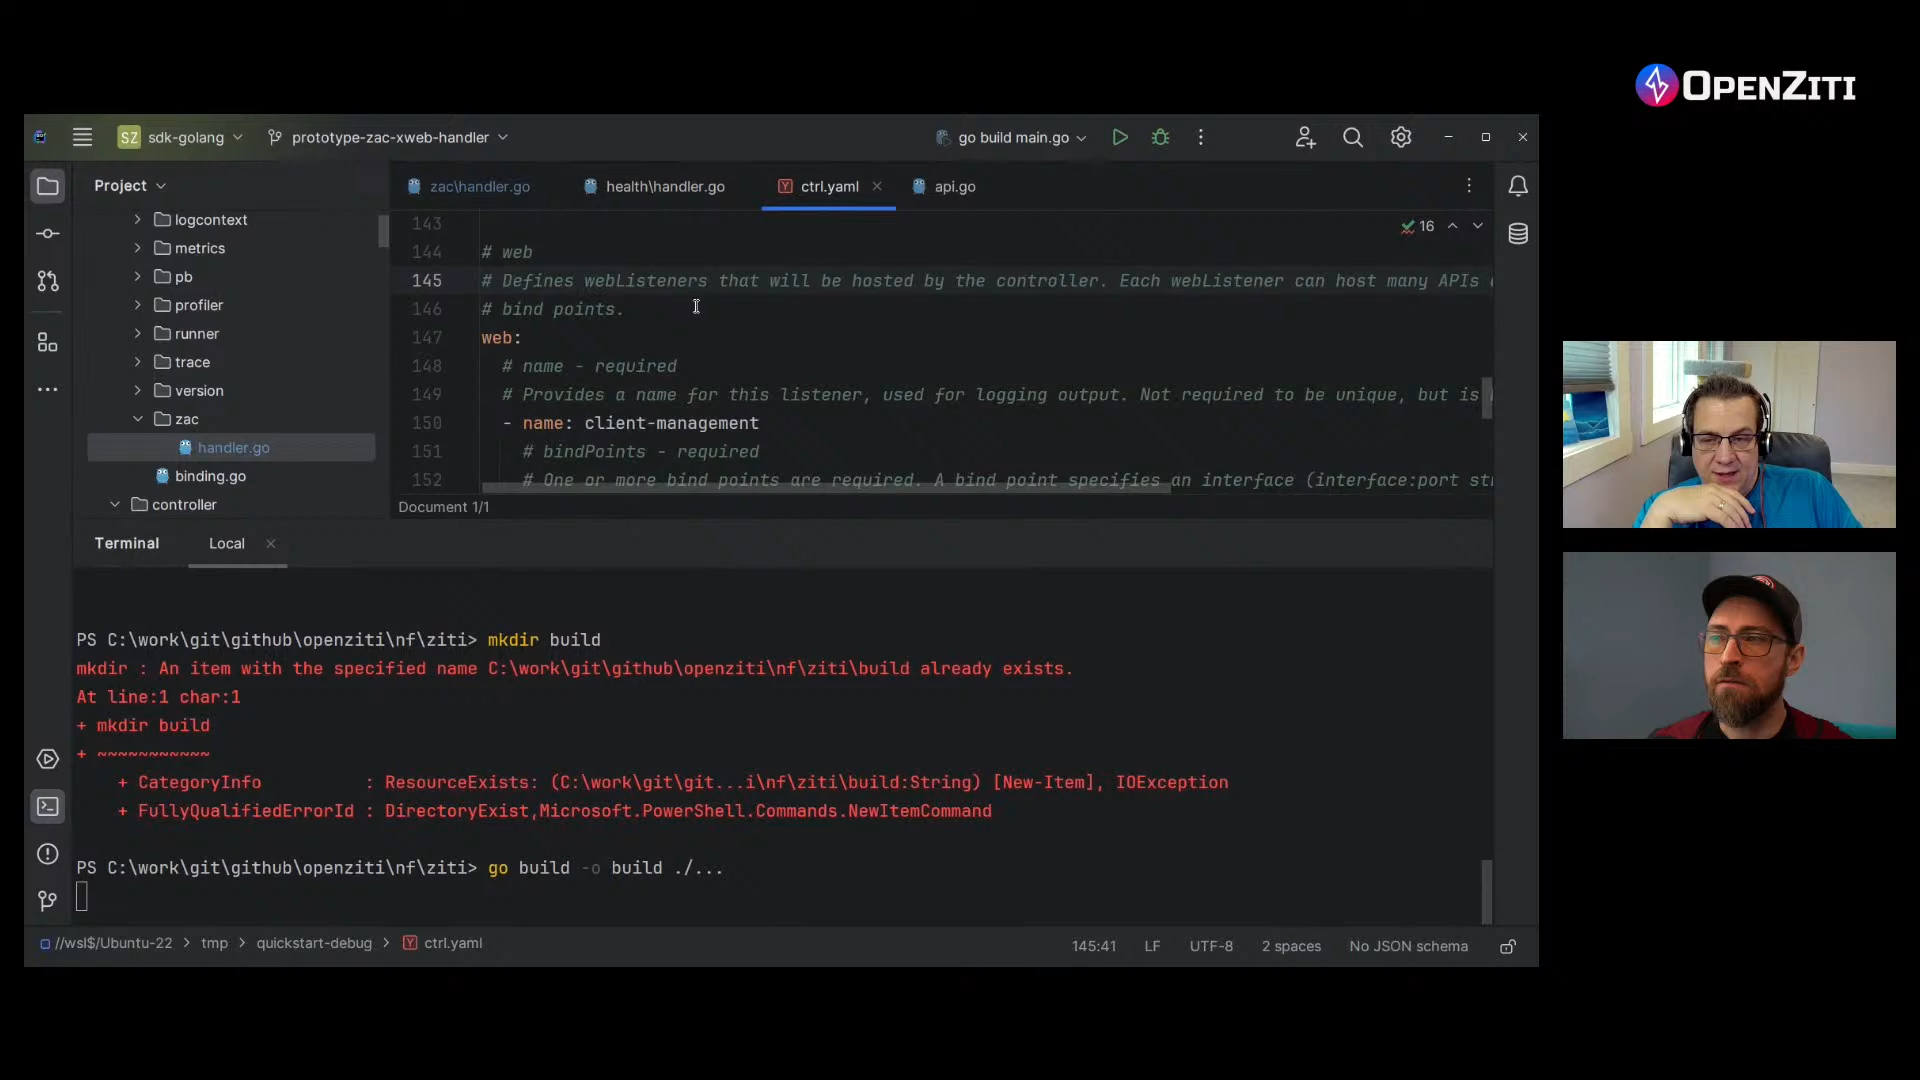 OPENZITI
SZ sdk-golang prototype-zac-xweb-handler go build main.go
Project zac\handler.go health\handler.go ctrl.yaml api.go
logcontext
metrics
pb
profiler
runner
trace
version
zac
handler.go
binding.go
controller
16
143
144 # web
145 # Defines webListeners that will be hosted by the controller. Each webListener can host many APIs
146 # bind points.
147 web:
148 # name - required
149 # Provides a name for this listener, used for logging output. Not required to be unique, but is
150 - name: client-management
151 # bindPoints - required
152 # One or more bind points are required. A bind point specifies an interface (interface:port
Document 1/1
Terminal Local
PS C:\work\git\github\openziti\nf\ziti> mkdir build
mkdir : An item with the specified name C:\work\git\github\openziti\nf\ziti\build already exists.
At line:1 char:1
+ mkdir build
+ ~~~~~~~~~~~
+ CategoryInfo : ResourceExists: (C:\work\git\git...i\nf\ziti\build:String) [New-Item], IOException
+ FullyQualifiedErrorId : DirectoryExist,Microsoft.PowerShell.Commands.NewItemCommand
PS C:\work\git\github\openziti\nf\ziti> go build -o build ./...
//wsl$/Ubuntu-22 > tmp > quickstart-debug > ctrl.yaml 145:41 LF UTF-8 2 spaces No JSON schema